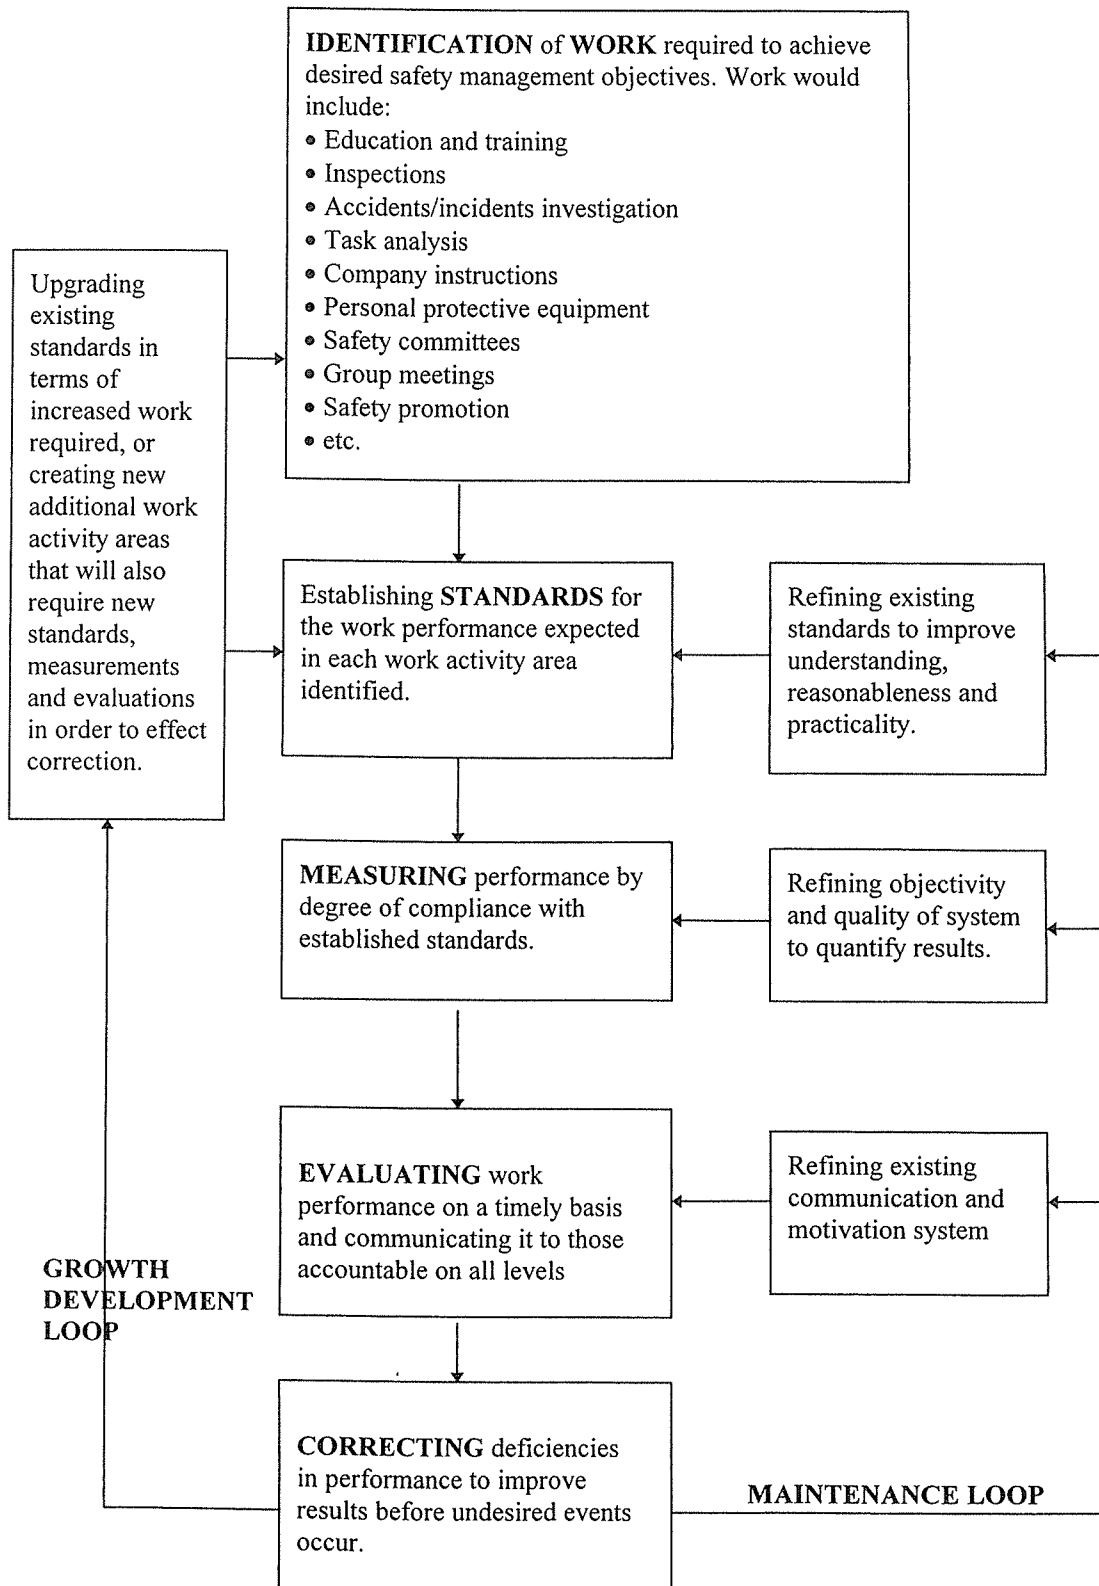 IDENTIFICATION of WORK required to achieve
desired safety management objectives. Work would
include:
• Education and training
• Inspections
• Accidents/incidents investigation
• Task analysis
• Company instructions
• Personal protective equipment
• Safety committees
• Group meetings
• Safety promotion
• etc.
Upgrading
existing
standards in
terms of
increased work
required, or
creating new
additional work
activity areas
that will also
require new
standards,
measurements
and evaluations
in order to effect
correction.
Establishing STANDARDS for
the work performance expected
in each work activity area
identified.
Refining existing
standards to improve
understanding,
reasonableness and
practicality.
MEASURING performance by
degree of compliance with
established standards.
Refining objectivity
and quality of system
to quantify results.
EVALUATING work
performance on a timely basis
and communicating it to those
accountable on all levels
Refining existing
communication and
motivation system
GROWTH
DEVELOPMENT
LOOP
CORRECTING deficiencies
in performance to improve
results before undesired events
occur.
MAINTENANCE LOOP